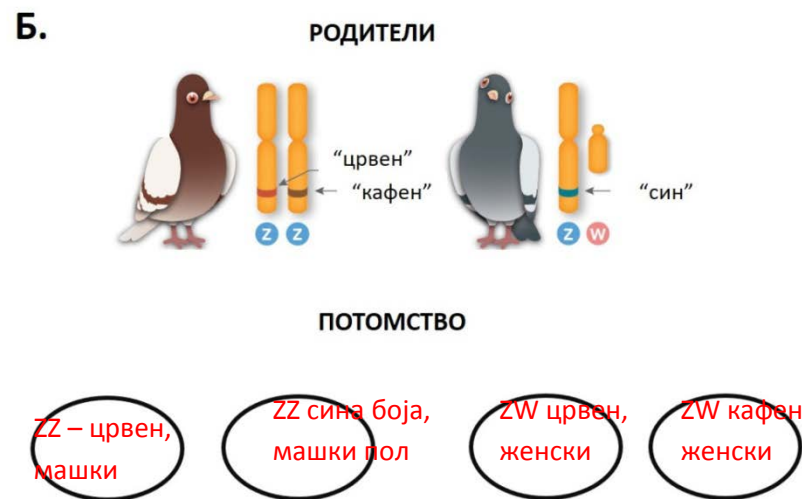 Б.
РОДИТЕЛИ
“црвен”
“кафен”
“син”
Z Z
Z W
ПОТОМСТВО
ZZ – црвен,
машки
ZZ сина боја,
машки пол
ZW црвен,
женски
ZW кафен
женски